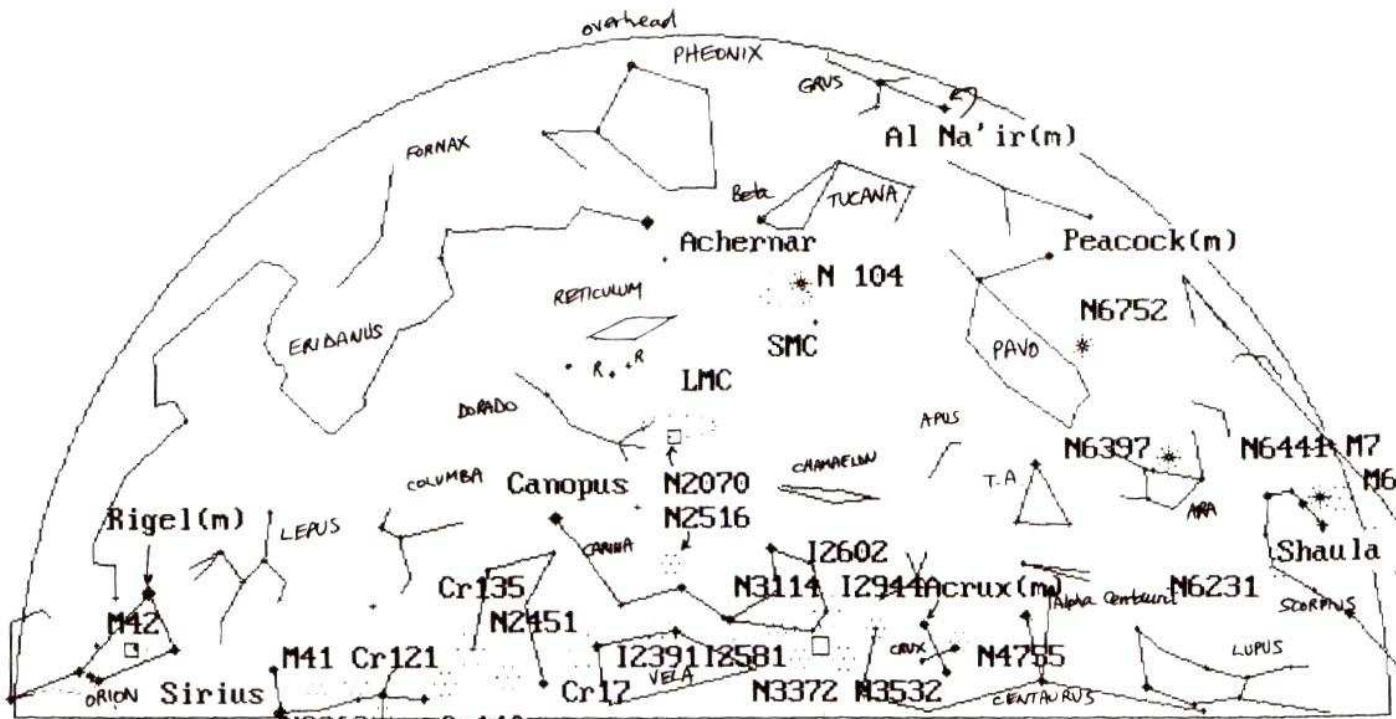 overhead
PHEONIX
GRUS
Al Na'ir(m)
FORNAX
Beta
TUCANA
Achernar
Peacock(m)
N 104
RETICULUM
N6752
ERIDANUS
SMC
PAVO
R R
LMC
DORADO
APUS
N6397
N6441 M7
CHAMAELON
COLUMBA
Canopus N2070
T.A
M6
Rigel(m)
LEPUS
N2516
ARA
CARINA
I2602
Shaula
Cr135
N3114 I2944 Acrux(m)
N6231
Alpha Centauri
SCORPIUS
M42
N2451
M41 Cr121
I2391 I2581
CRUX
N4755
LUPUS
VELA
ORION
Sirius
Cr17
N3372 N3532
CENTAURUS